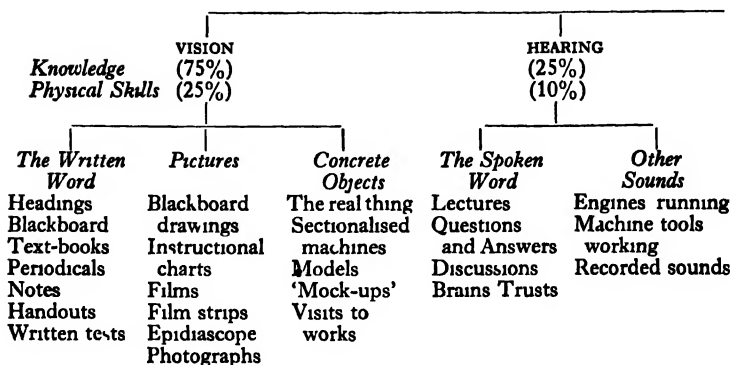 VISION HEARING
Knowledge (75%) (25%)
Physical Skills (25%) (10%)
The Written Pictures Concrete The Spoken Other
Word Objects Word Sounds
Headings Blackboard The real thing Lectures Engines running
Blackboard drawings Sectionalised Questions Machine tools
Text-books Instructional machines and Answers working
Periodicals charts Models Discussions Recorded sounds
Notes Films 'Mock-ups' Brains Trusts
Handouts Film strips Visits to
Written tests Epidiascope works
Photographs